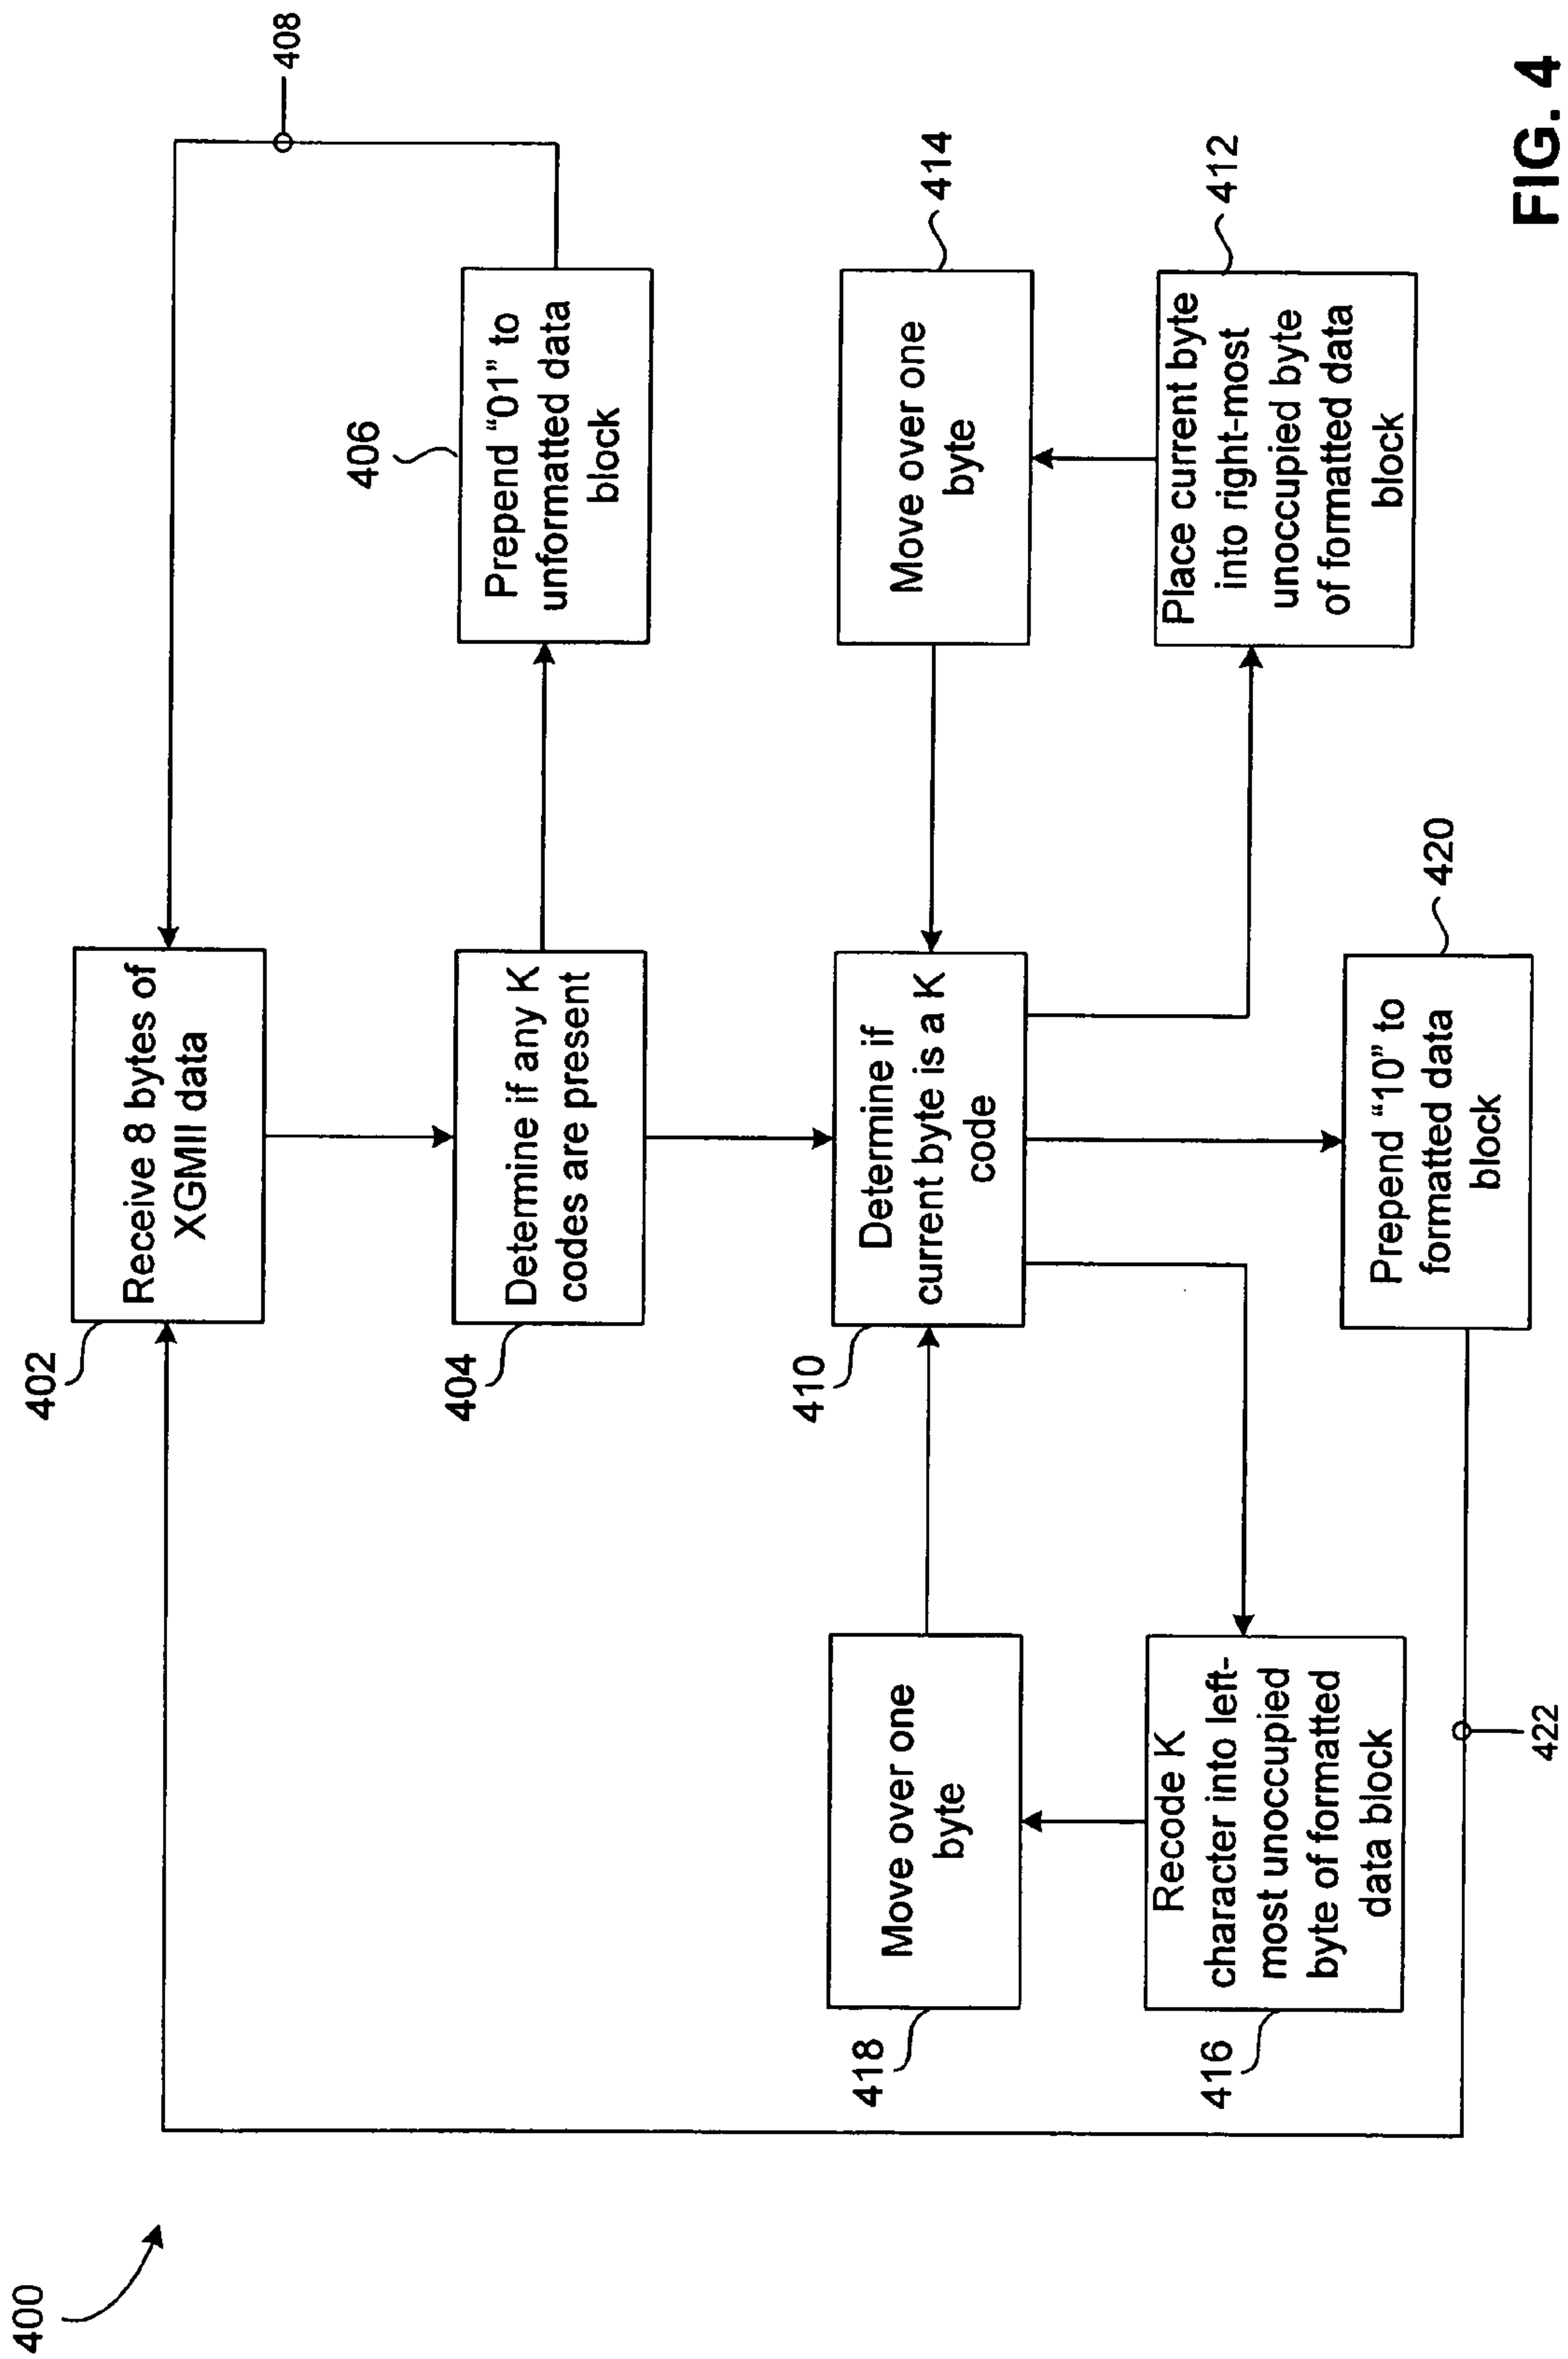 400
402
Receive 8 bytes of
XGMII data
408
404
Determine if any K
codes are present
406
Prepend “01” to
unformatted data
block
410
Determine if
current byte is a K
code
418
Move over one
byte
414
Move over one
byte
416
Recode K
character into left-
most unoccupied
byte of formatted
data block
412
Place current byte
into right-most
unoccupied byte
of formatted data
block
420
Prepend “10” to
formatted data
block
422
FIG. 4